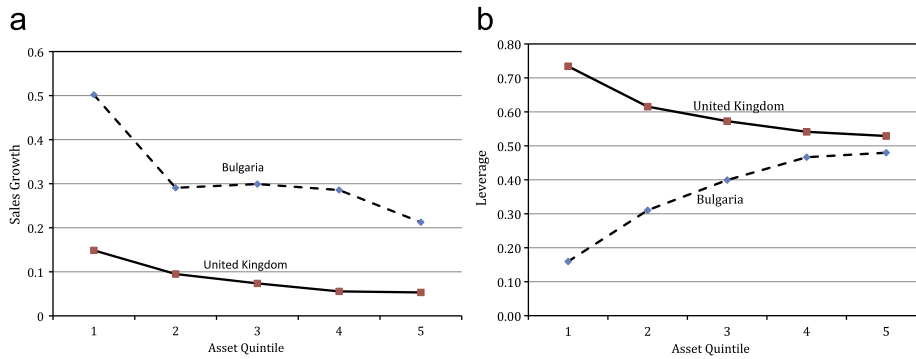 a
0.6
0.5
0.4
0.3
0.2
0.1
0
Sales Growth
Bulgaria
United Kingdom
1 2 3 4 5
Asset Quintile
b
0.80
0.70
0.60
0.50
0.40
0.30
0.20
0.10
0.00
Leverage
United Kingdom
Bulgaria
1 2 3 4 5
Asset Quintile